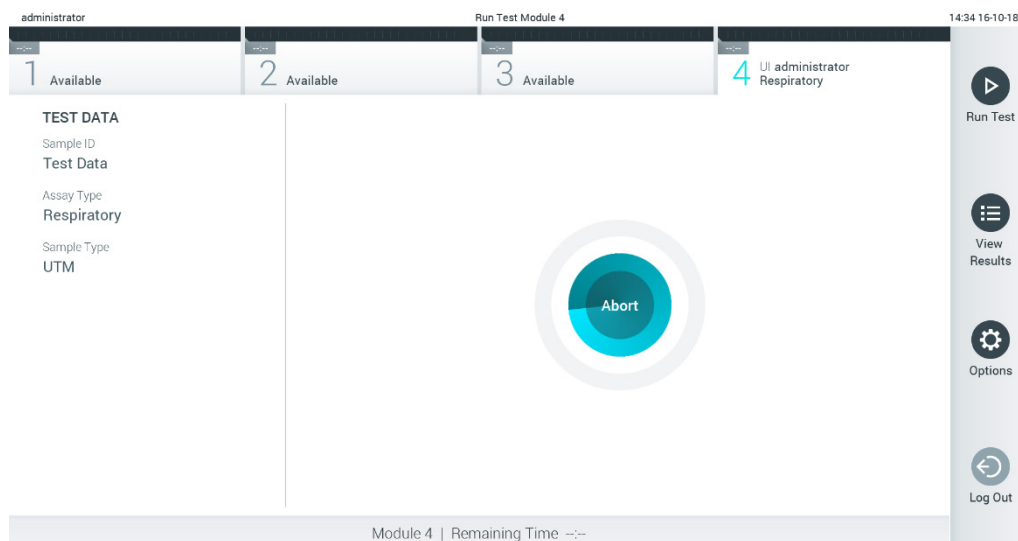 administrator
Run Test Module 4
14:34 16-10-18
--:--
1 Available
--:--
2 Available
--:--
3 Available
--:--
4 UI administrator
Respiratory
TEST DATA
Sample ID
Test Data
Assay Type
Respiratory
Sample Type
UTM
Abort
Run Test
View
Results
Options
Log Out
Module 4 | Remaining Time --:--